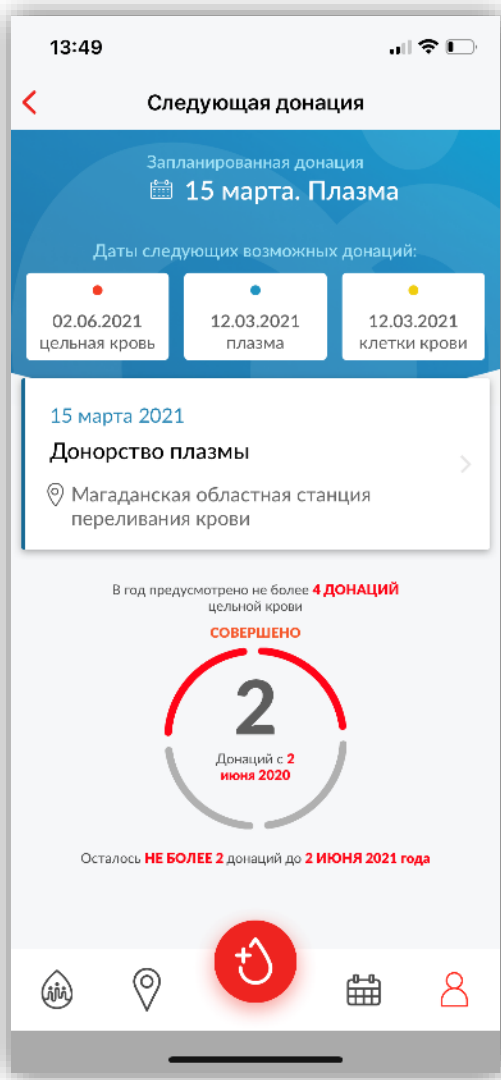 13:49
Следующая донация
Запланированная донация
15 марта. Плазма
Даты следующих возможных донаций:
02.06.2021
цельная кровь
12.03.2021
плазма
12.03.2021
клетки крови
15 марта 2021
Донорство плазмы
Магаданская областная станция
переливания крови
В год предусмотрено не более 4 ДОНАЦИЙ
цельной крови
СОВЕРШЕНО
2
Донаций с 2
июня 2020
Осталось НЕ БОЛЕЕ 2 донаций до 2 ИЮНЯ 2021 года